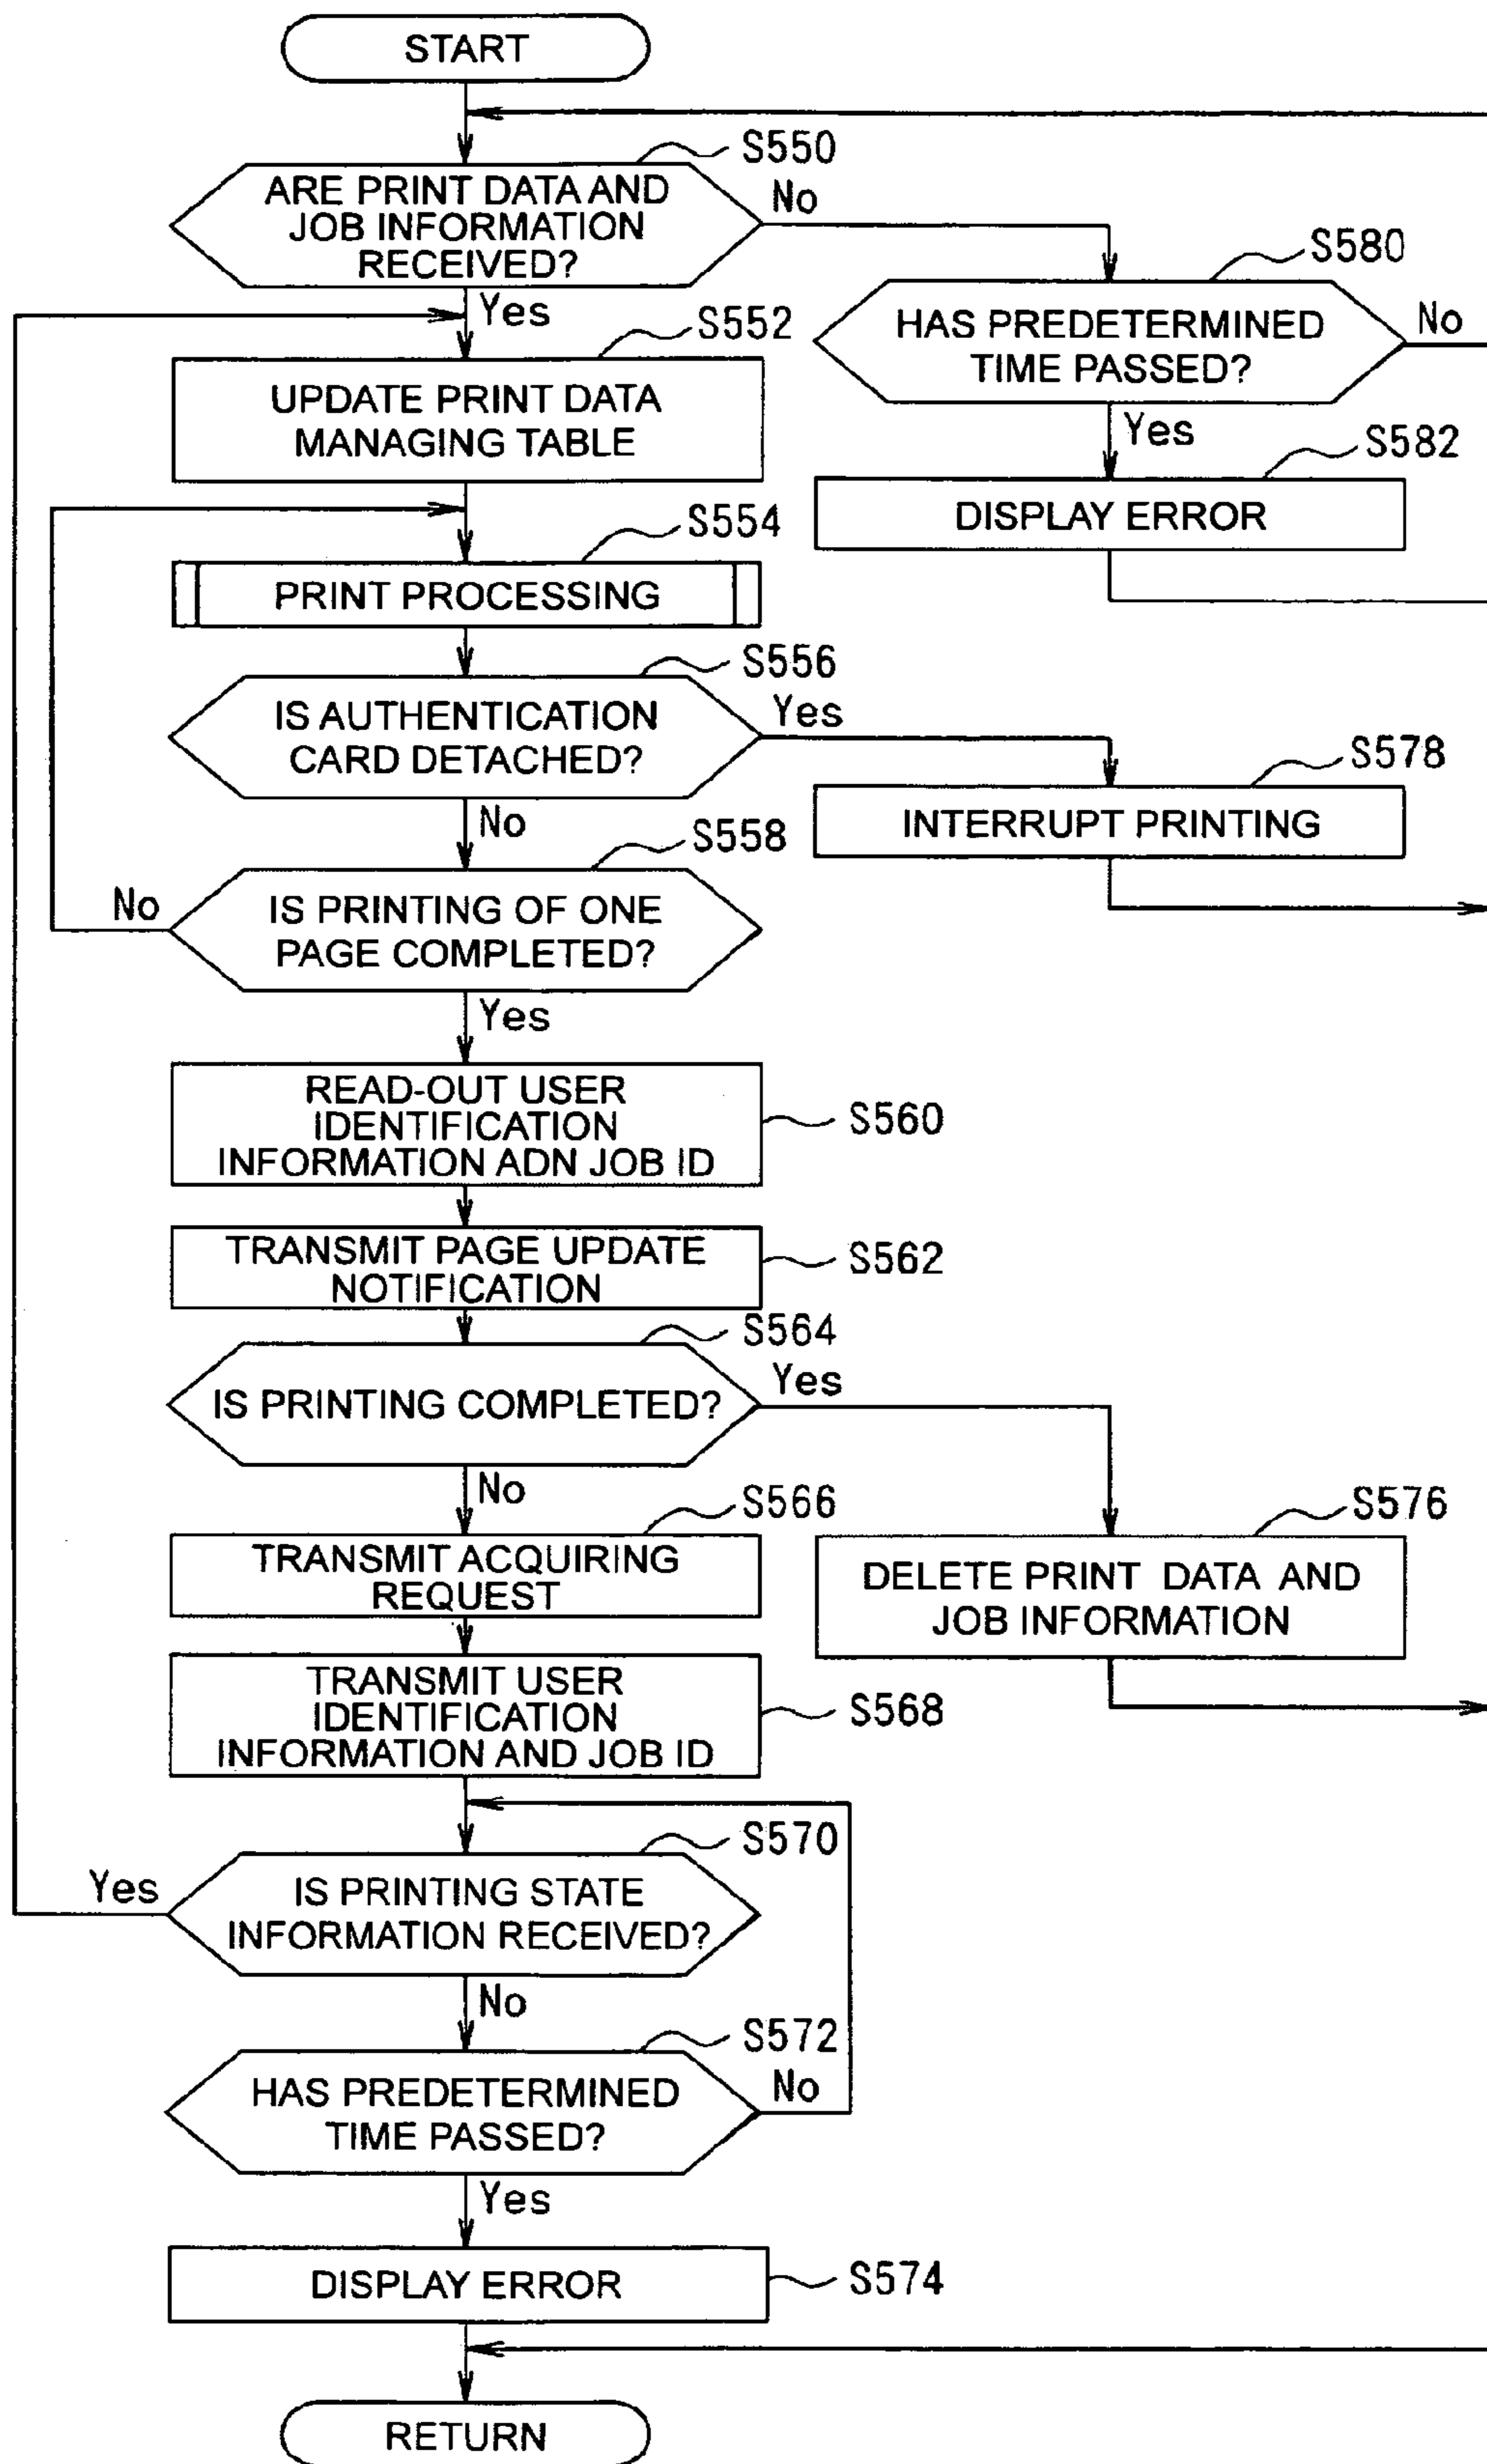 START
S550
ARE PRINT DATA AND
JOB INFORMATION
RECEIVED?
No
Yes
S580
HAS PREDETERMINED
TIME PASSED?
No
Yes
S552
UPDATE PRINT DATA
MANAGING TABLE
S582
DISPLAY ERROR
S554
PRINT PROCESSING
S556
IS AUTHENTICATION
CARD DETACHED?
Yes
No
S578
INTERRUPT PRINTING
S558
IS PRINTING OF ONE
PAGE COMPLETED?
No
Yes
READ-OUT USER
IDENTIFICATION
INFORMATION ADN JOB ID
S560
TRANSMIT PAGE UPDATE
NOTIFICATION
S562
S564
IS PRINTING COMPLETED?
Yes
No
S566
TRANSMIT ACQUIRING
REQUEST
S576
DELETE PRINT DATA AND
JOB INFORMATION
TRANSMIT USER
IDENTIFICATION
INFORMATION AND JOB ID
S568
S570
IS PRINTING STATE
INFORMATION RECEIVED?
Yes
No
S572
HAS PREDETERMINED
TIME PASSED?
No
Yes
DISPLAY ERROR
S574
RETURN